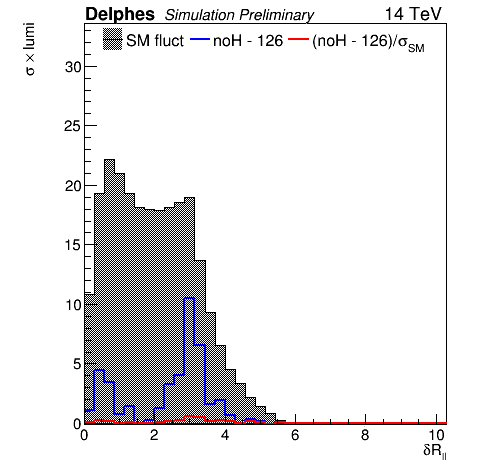 Delphes Simulation Preliminary 14 TeV
SM fluct noH - 126 (noH - 126)/σSM
σ × lumi
30
25
20
15
10
5
0
0 2 4 6 8 10
δR||